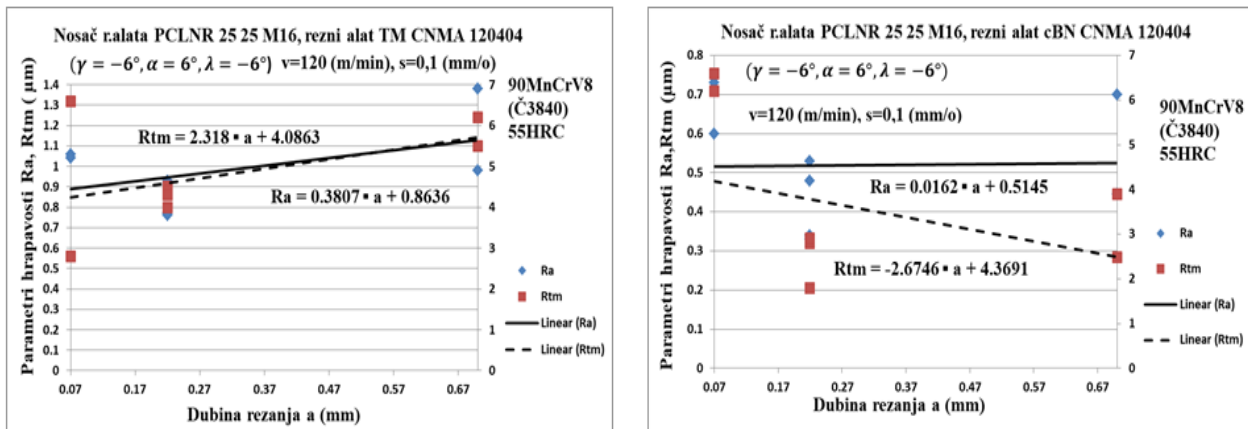 Nosač r.alata PCLNR 25 25 M16, rezni alat TM CNMA 120404
(γ = −6°, α = 6°, λ = −6°) v=120 (m/min), s=0,1 (mm/o)
90MnCrV8
(Č3840)
55HRC
Parametri hrapavosti Ra, Rtm ( μm)
1.4
1.3
1.2
1.1
1
0.9
0.8
0.7
0.6
0.5
0.4
0.3
0.2
0.1
0
Rtm = 2.318▪ a + 4.0863
Ra = 0.3807▪ a + 0.8636
7
6
5
4
3
2
1
0
Ra
Rtm
Linear (Ra)
Linear (Rtm)
0.07 0.17 0.27 0.37 0.47 0.57 0.67
Dubina rezanja a (mm)
Nosač r.alata PCLNR 25 25 M16, rezni alat cBN CNMA 120404
(γ = −6°, α = 6°, λ = −6°)
v=120 (m/min), s=0,1 (mm/o)
90MnCrV8
(Č3840)
55HRC
Parametri hrapavosti Ra,Rtm (μm)
0.8
0.7
0.6
0.5
0.4
0.3
0.2
0.1
0
Ra = 0.0162▪ a + 0.5145
Rtm = -2.6746▪ a + 4.3691
7
6
5
4
3
2
1
0
Ra
Rtm
Linear (Ra)
Linear (Rtm)
0.07 0.17 0.27 0.37 0.47 0.57 0.67
Dubina rezanja a (mm)